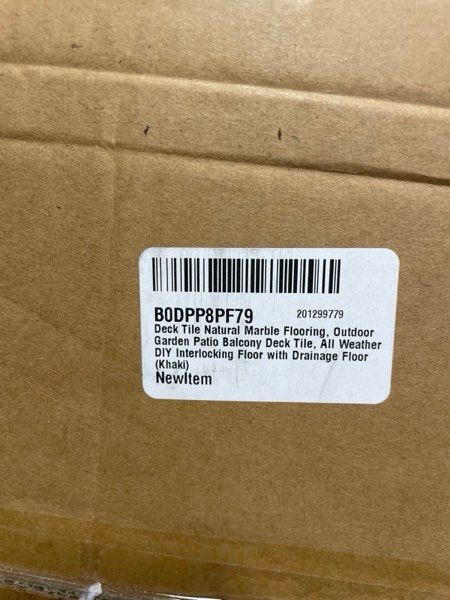 B0DPP8PF79 201299779
Deck Tile Natural Marble Flooring, Outdoor
Garden Patio Balcony Deck Tile, All Weather
DIY Interlocking Floor with Drainage Floor
(Khaki)
NewItem